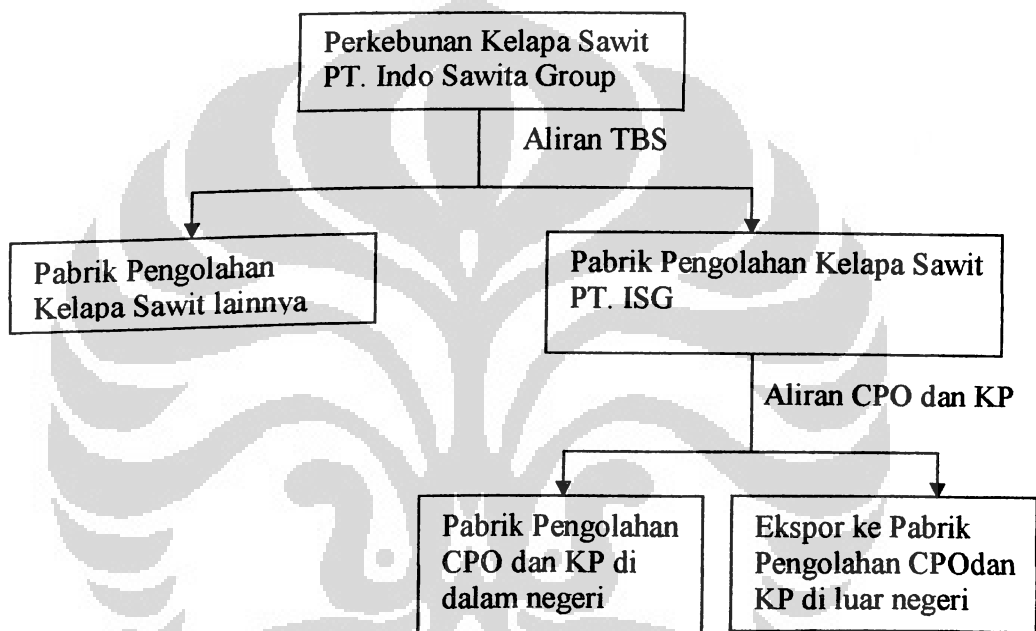 Perkebunan Kelapa Sawit
PT. Indo Sawita Group
Aliran TBS
Pabrik Pengolahan
Kelapa Sawit lainnya
Pabrik Pengolahan Kelapa Sawit
PT. ISG
Aliran CPO dan KP
Pabrik Pengolahan
CPO dan KP di
dalam negeri
Ekspor ke Pabrik
Pengolahan CPOdan
KP di luar negeri